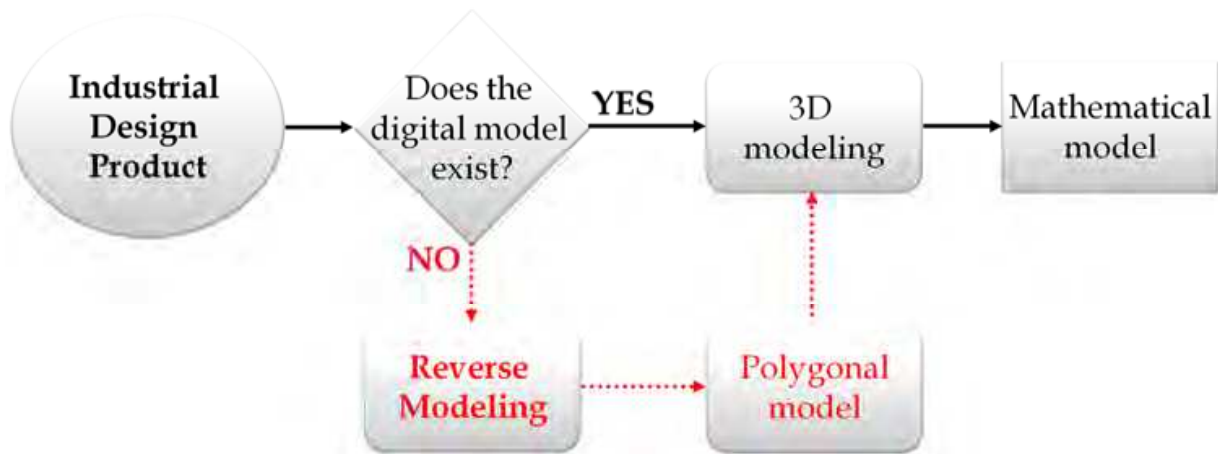 Industrial
Design
Product
Does the
digital model
exist?
YES
3D
modeling
Mathematical
model
NO
Reverse
Modeling
Polygonal
model